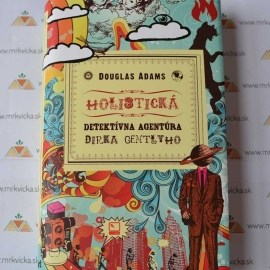 DOUGLAS ADAMS
HOLISTICKÁ
DETEKTÍVNA AGENTÚRA
DIRKA GENTLYHO
www.mrkvicka.sk